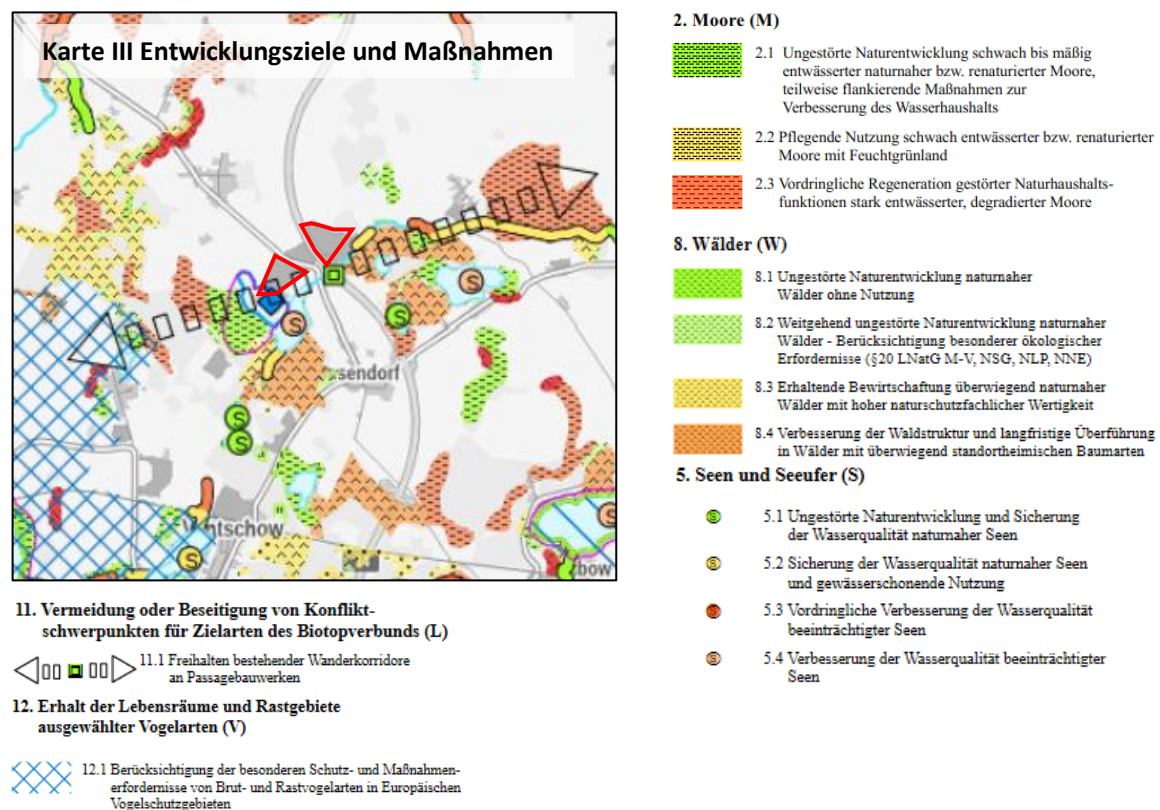 Karte III Entwicklungsziele und Maßnahmen
sendorf
tschow
bow
11. Vermeidung oder Beseitigung von Konflikt-
schwerpunkten für Zielarten des Biotopverbunds (L)
11.1 Freihalten bestehender Wanderkorridore
an Passagebauwerken
12. Erhalt der Lebensräume und Rastgebiete
ausgewählter Vogelarten (V)
12.1 Berücksichtigung der besonderen Schutz- und Maßnahmen-
erfordernisse von Brut- und Rastvogelarten in Europäischen
Vogelschutzgebieten
2. Moore (M)
2.1 Ungestörte Naturentwicklung schwach bis mäßig
entwässerter naturnaher bzw. renaturierter Moore,
teilweise flankierende Maßnahmen zur
Verbesserung des Wasserhaushalts
2.2 Pflegende Nutzung schwach entwässerter bzw. renaturierter
Moore mit Feuchtgrünland
2.3 Vordringliche Regeneration gestörter Naturhaushalts-
funktionen stark entwässerter, degradierter Moore
8. Wälder (W)
8.1 Ungestörte Naturentwicklung naturnaher
Wälder ohne Nutzung
8.2 Weitgehend ungestörte Naturentwicklung naturnaher
Wälder - Berücksichtigung besonderer ökologischer
Erfordernisse (§20 LNatG M-V, NSG, NLP, NNE)
8.3 Erhaltende Bewirtschaftung überwiegend naturnaher
Wälder mit hoher naturschutzfachlicher Wertigkeit
8.4 Verbesserung der Waldstruktur und langfristige Überführung
in Wälder mit überwiegend standortheimischen Baumarten
5. Seen und Seeufer (S)
S 5.1 Ungestörte Naturentwicklung und Sicherung
der Wasserqualität naturnaher Seen
S 5.2 Sicherung der Wasserqualität naturnaher Seen
und gewässerschonende Nutzung
S 5.3 Vordringliche Verbesserung der Wasserqualität
beeinträchtigter Seen
S 5.4 Verbesserung der Wasserqualität beeinträchtigter
Seen